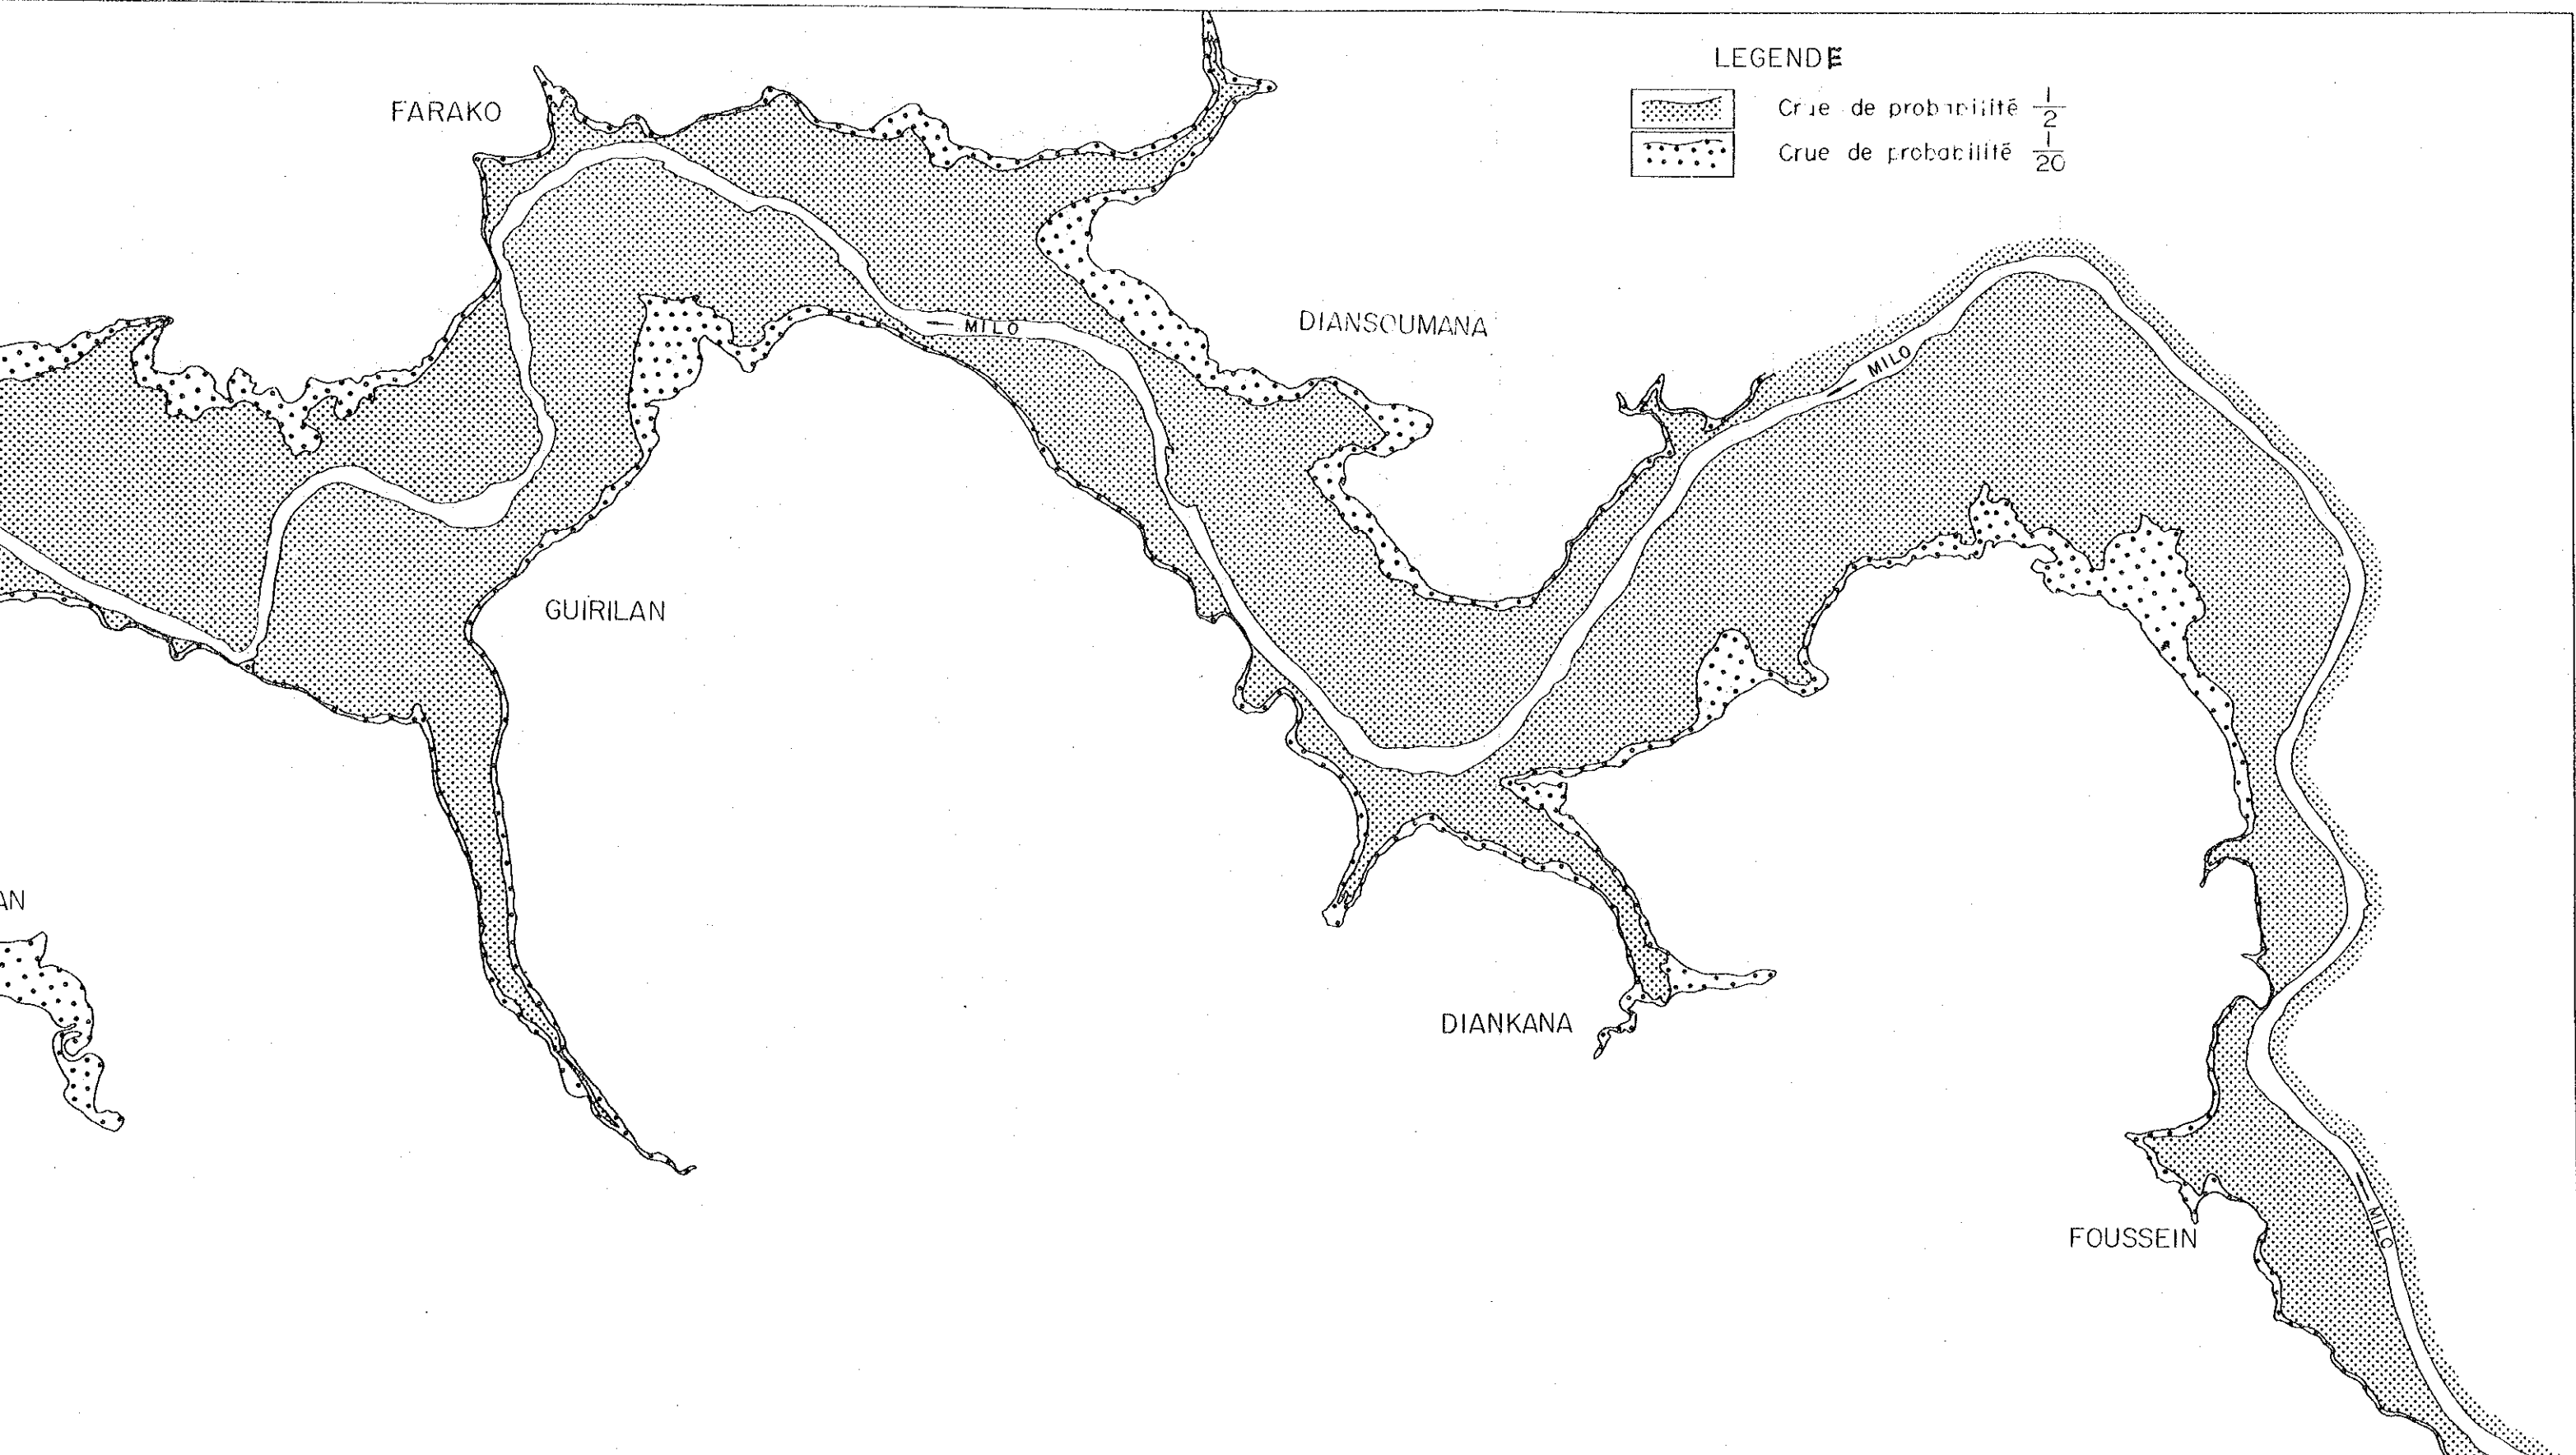 LEGENDE
Crue de probabilité 1/2
Crue de probabilité 1/20
FARAKO
MILO
DIANSOUMANA
MILO
GUIRILAN
AN
DIANKANA
FOUSSEIN
MILO